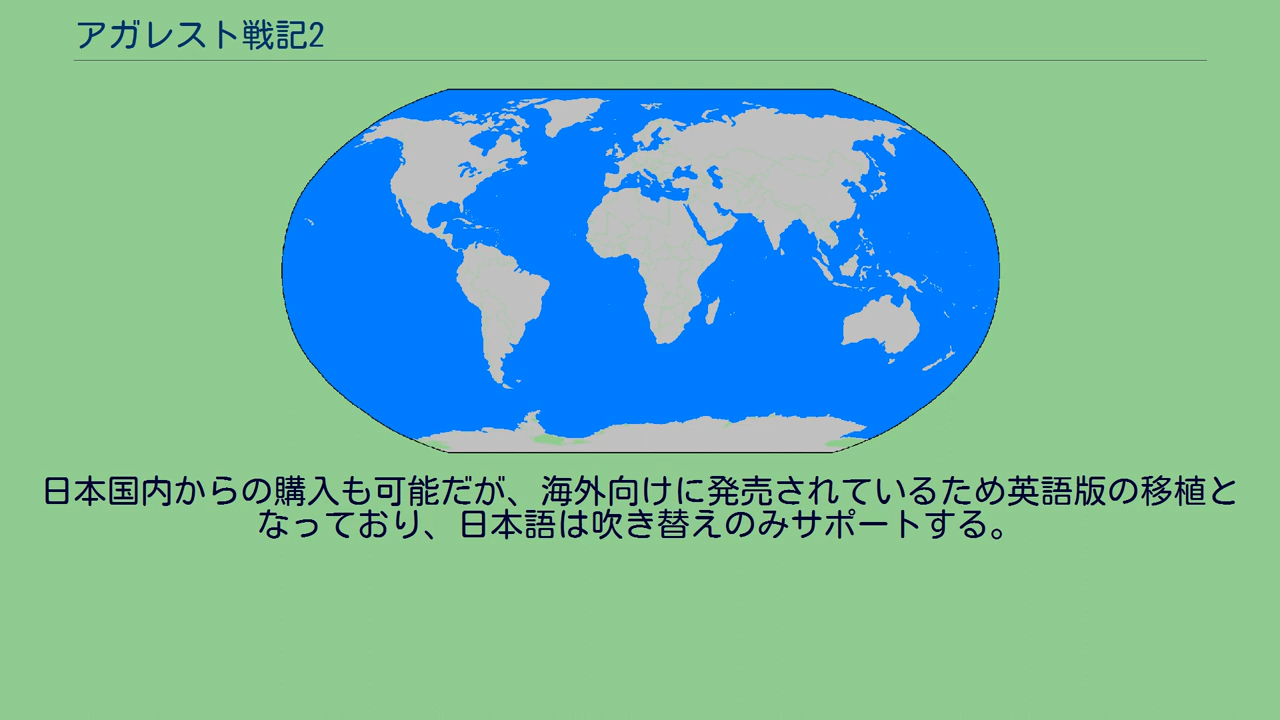 アガレスト戦記2
日本国内からの購入も可能だが、海外向けに発売されているため英語版の移植と
なっており、日本語は吹き替えのみサポートする。